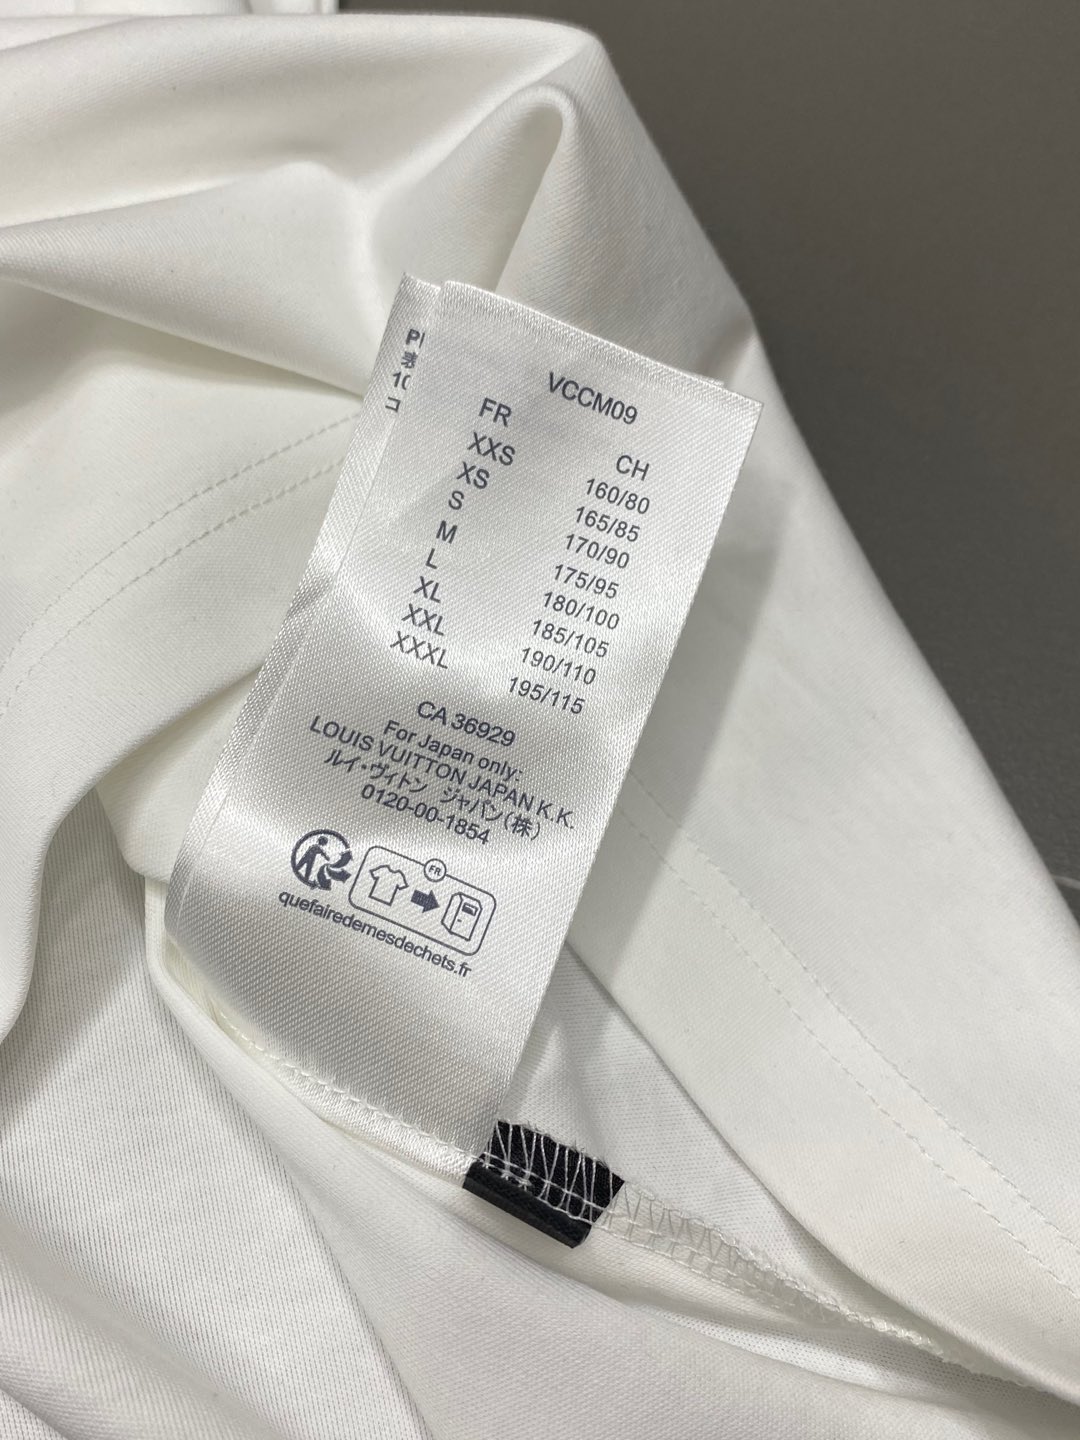 VCCM09
FR CH
XXS 160/80
XS 165/85
S 170/90
M 175/95
L 180/100
XL 185/105
XXL 190/110
XXXL 195/115
CA 36929
For Japan only:
LOUIS VUITTON JAPAN K.K.
ルイ・ヴィトン ジャパン(株)
0120-00-1854
FR
quefairedemesdechets.fr